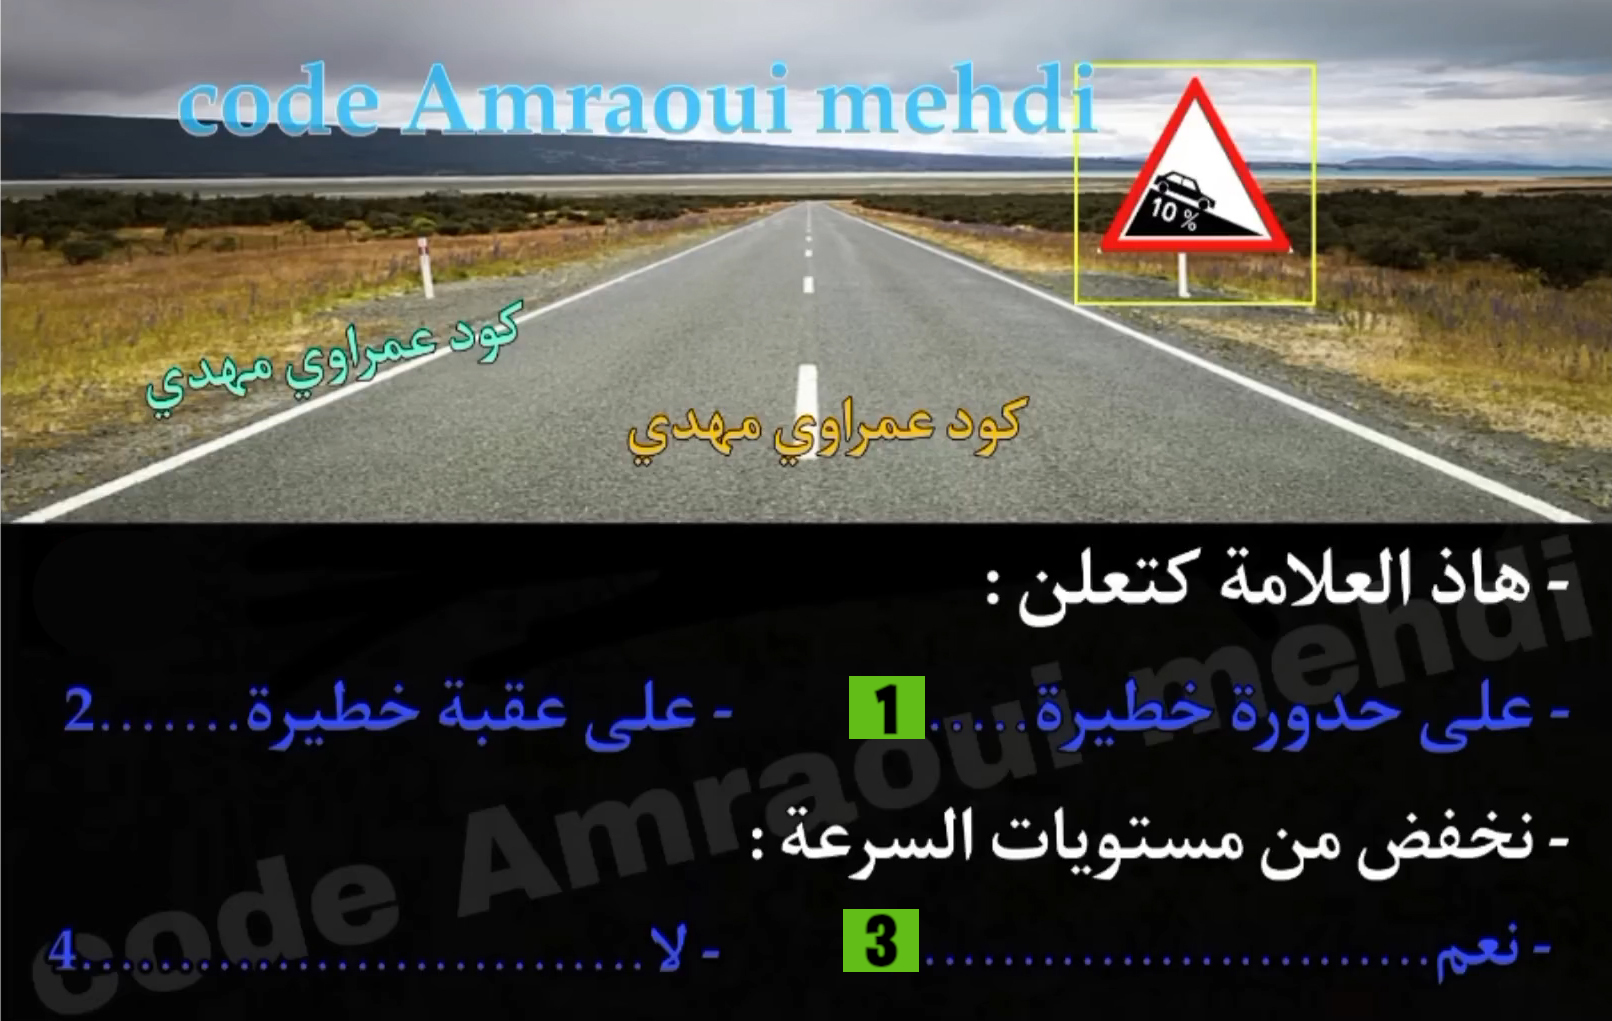 code Amraoui mehdi
10 %
كود عمراوي مهدي
كود عمراوي مهدي
- هاذ العلامة كتعلن :
- على حدورة خطيرة.....1 - على عقبة خطيرة.......2
- نخفض من مستويات السرعة :
- نعم..........................3 - لا.............................4
code Amraoui mehdi